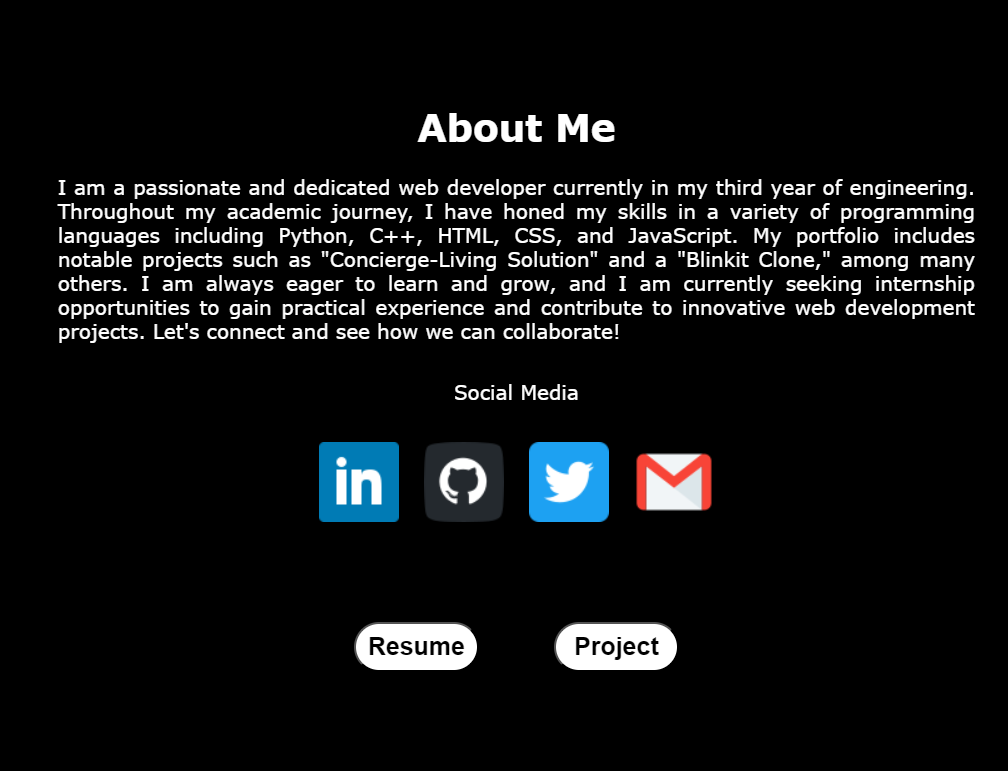 About Me
I am a passionate and dedicated web developer currently in my third year of engineering.
Throughout my academic journey, I have honed my skills in a variety of programming
languages including Python, C++, HTML, CSS, and JavaScript. My portfolio includes
notable projects such as "Concierge-Living Solution" and a "Blinkit Clone," among many
others. I am always eager to learn and grow, and I am currently seeking internship
opportunities to gain practical experience and contribute to innovative web development
projects. Let's connect and see how we can collaborate!
Social Media
in
Resume Project